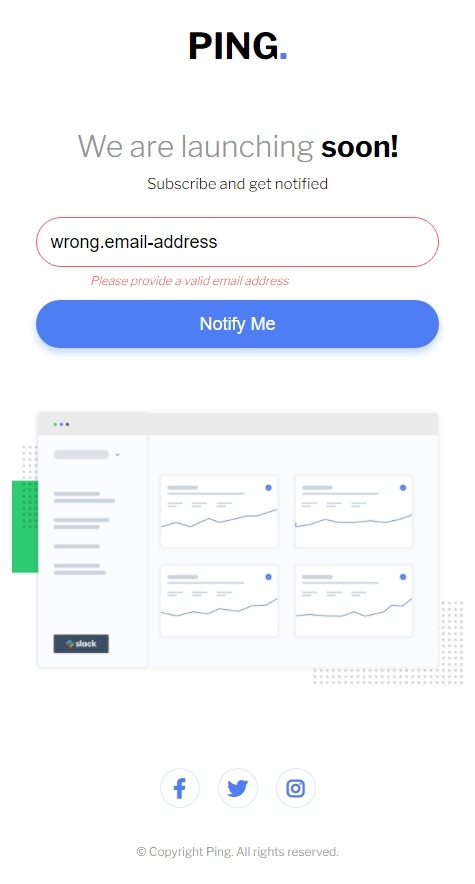 PING.
We are launching soon!
Subscribe and get notified
wrong.email-address
Please provide a valid email address
Notify Me
slack
© Copyright Ping. All rights reserved.